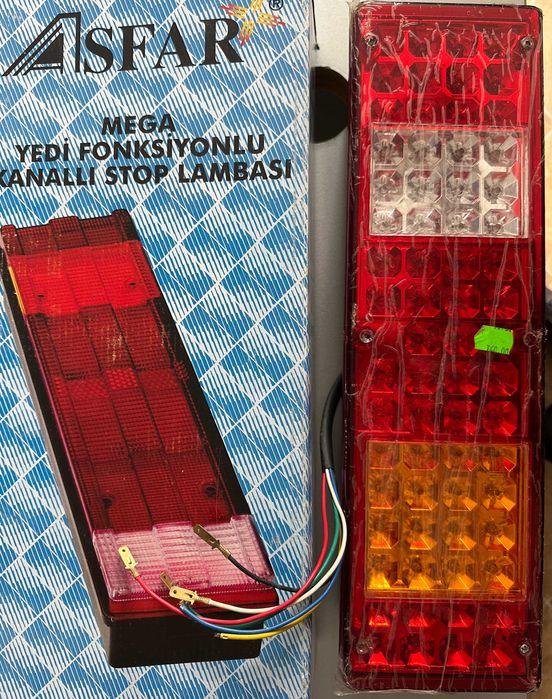 ASFAR ®
MEGA
YEDİ FONKSİYONLU
KANALLI STOP LAMBASI